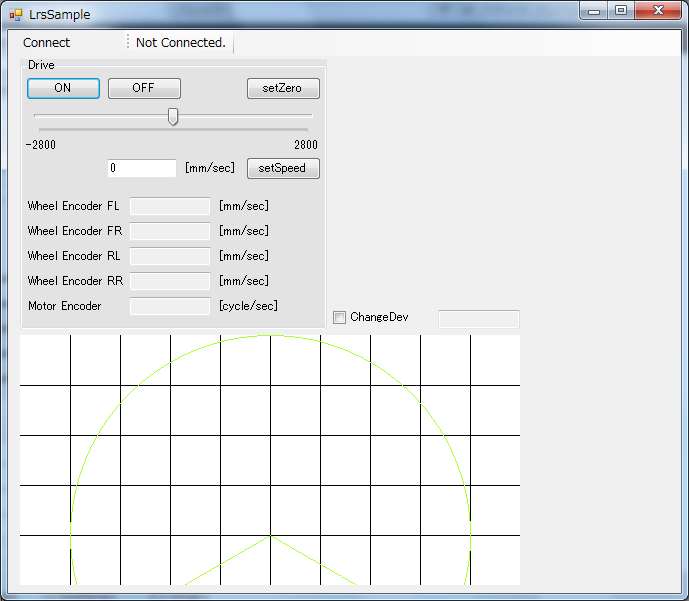 LrsSample
Connect Not Connected.
Drive
ON OFF setZero
-2800 2800
0 [mm/sec] setSpeed
Wheel Encoder FL [mm/sec]
Wheel Encoder FR [mm/sec]
Wheel Encoder RL [mm/sec]
Wheel Encoder RR [mm/sec]
Motor Encoder [cycle/sec]
ChangeDev